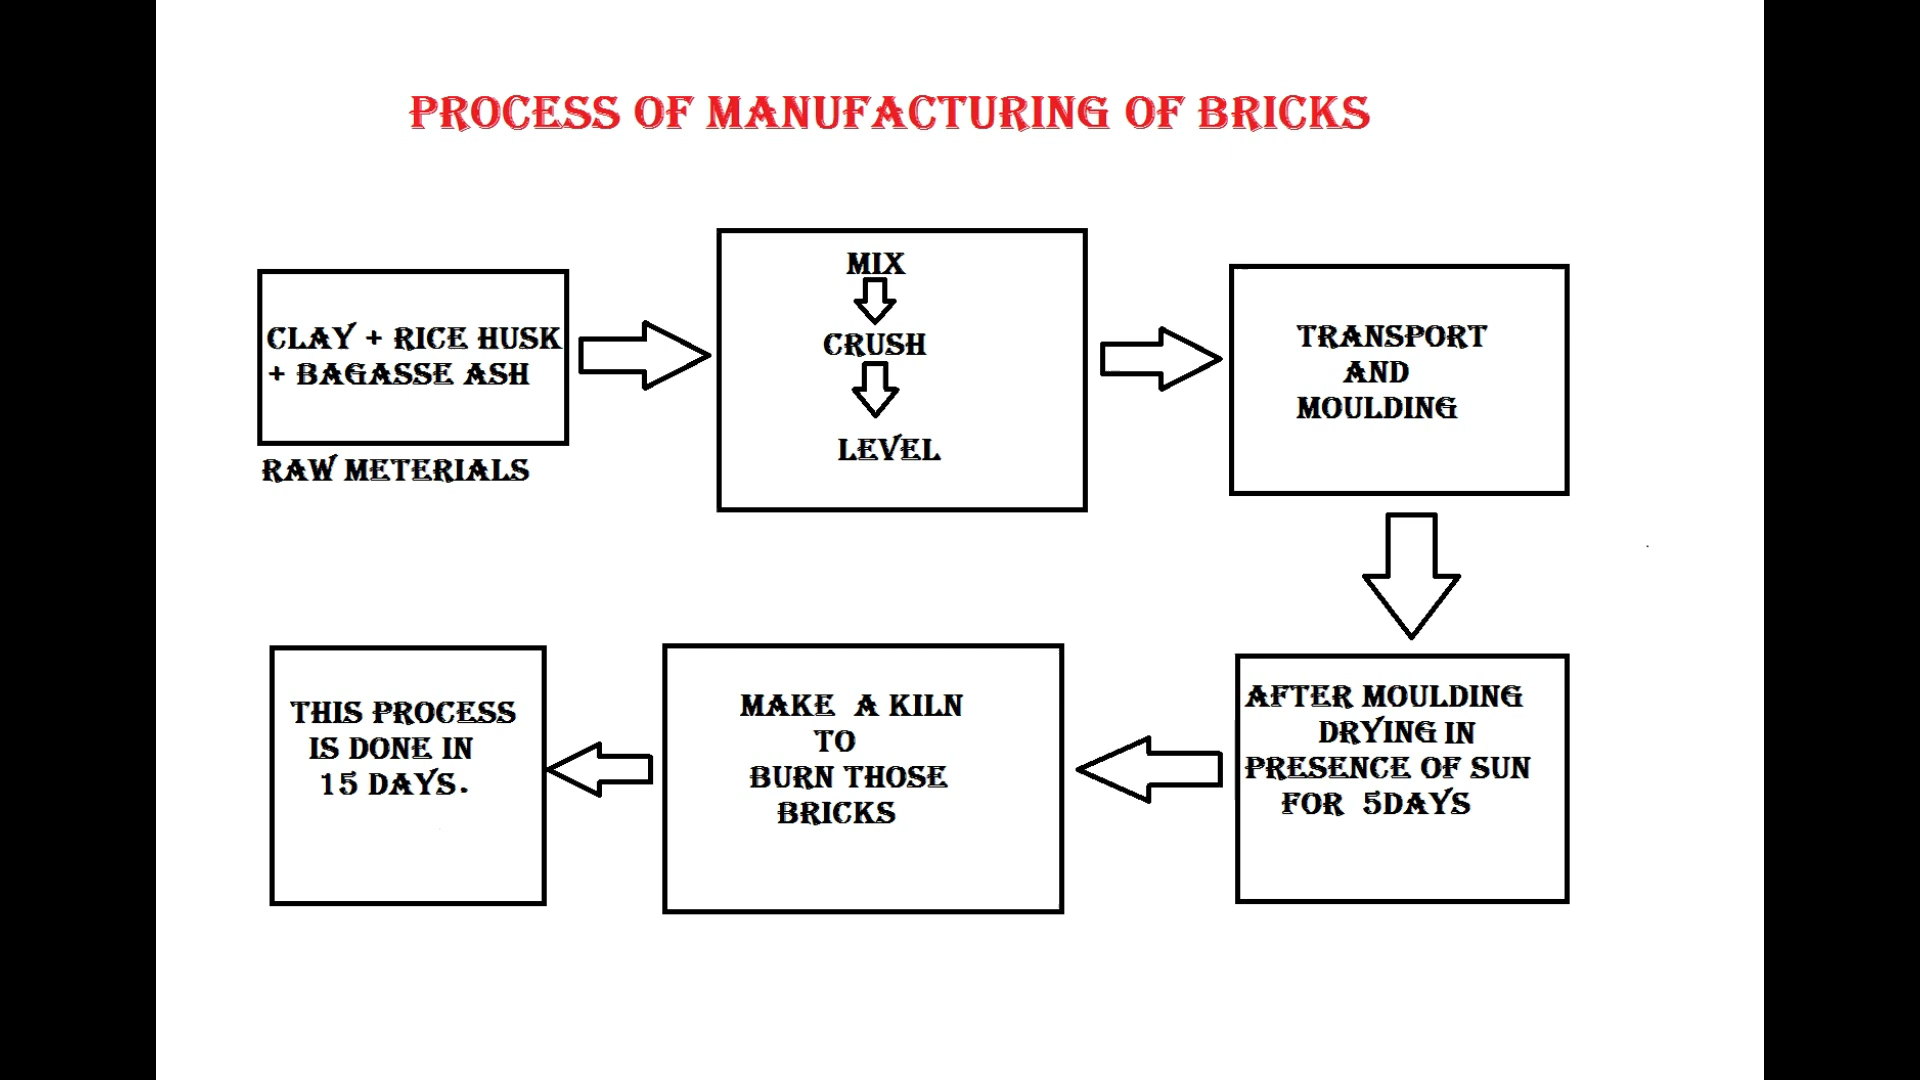 PROCESS OF MANUFACTURING OF BRICKS
CLAY + RICE HUSK
+ BAGASSE ASH
RAW METERIALS
MIX
CRUSH
LEVEL
TRANSPORT
AND
MOULDING
AFTER MOULDING
DRYING IN
PRESENCE OF SUN
FOR 5DAYS
MAKE A KILN
TO
BURN THOSE
BRICKS
THIS PROCESS
IS DONE IN
15 DAYS.